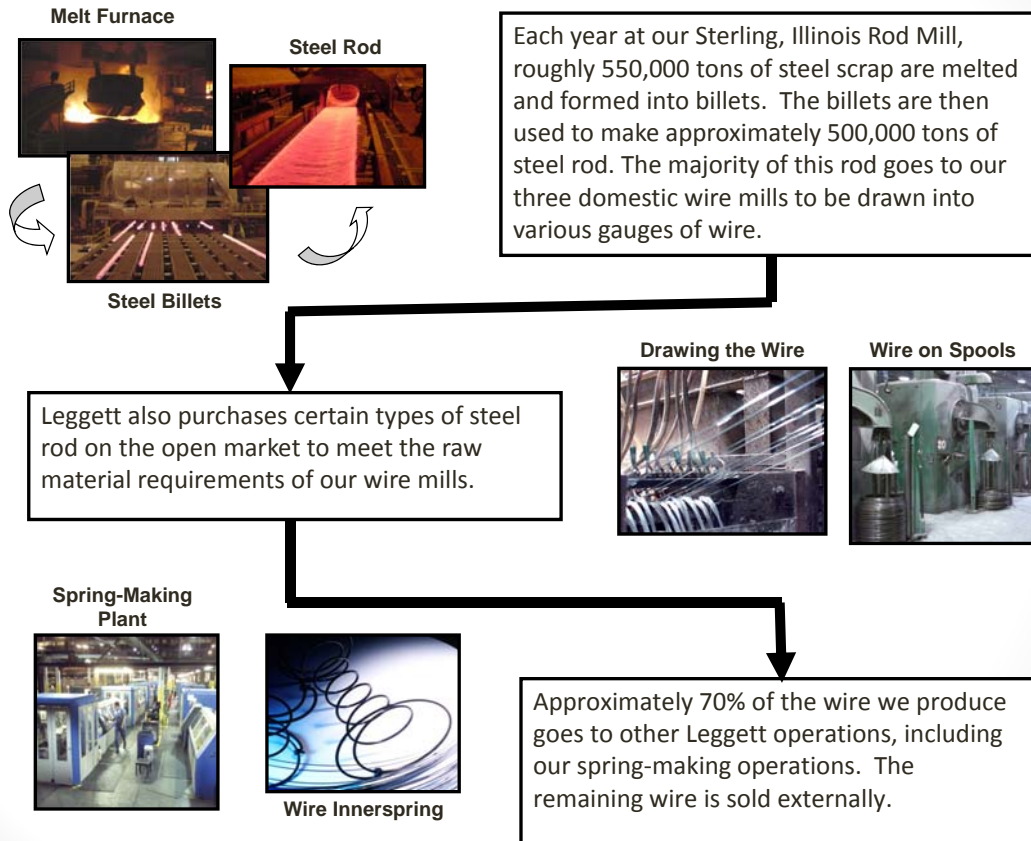 Melt Furnace
Steel Rod
Steel Billets
Each year at our Sterling, Illinois Rod Mill,
roughly 550,000 tons of steel scrap are melted
and formed into billets.  The billets are then
used to make approximately 500,000 tons of
steel rod. The majority of this rod goes to our
three domestic wire mills to be drawn into
various gauges of wire.
Leggett also purchases certain types of steel
rod on the open market to meet the raw
material requirements of our wire mills.
Drawing the Wire
Wire on Spools
Spring-Making
Plant
Wire Innerspring
Approximately 70% of the wire we produce
goes to other Leggett operations, including
our spring-making operations.  The
remaining wire is sold externally.